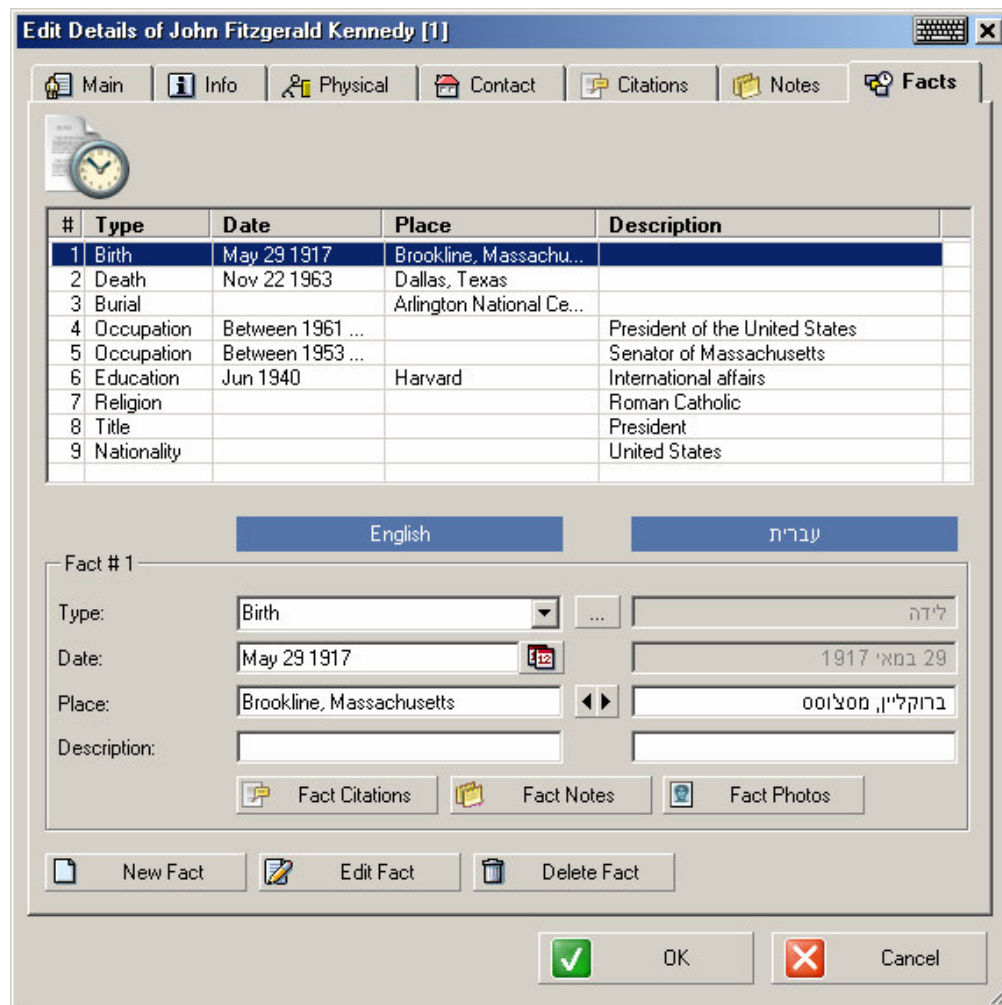 Edit Details of John Fitzgerald Kennedy [1]
Main Info Physical Contact Citations Notes Facts
# Type Date Place Description
1 Birth May 29 1917 Brookline, Massachu...
2 Death Nov 22 1963 Dallas, Texas
3 Burial Arlington National Ce...
4 Occupation Between 1961 ... President of the United States
5 Occupation Between 1953 ... Senator of Massachusetts
6 Education Jun 1940 Harvard International affairs
7 Religion Roman Catholic
8 Title President
9 Nationality United States
English עברית
Fact # 1
Type: Birth ... לידה
Date: May 29 1917 12 29 במאי 1917
Place: Brookline, Massachusetts ברוקליין, מסצ'וסס
Description:
Fact Citations Fact Notes Fact Photos
New Fact Edit Fact Delete Fact
OK Cancel